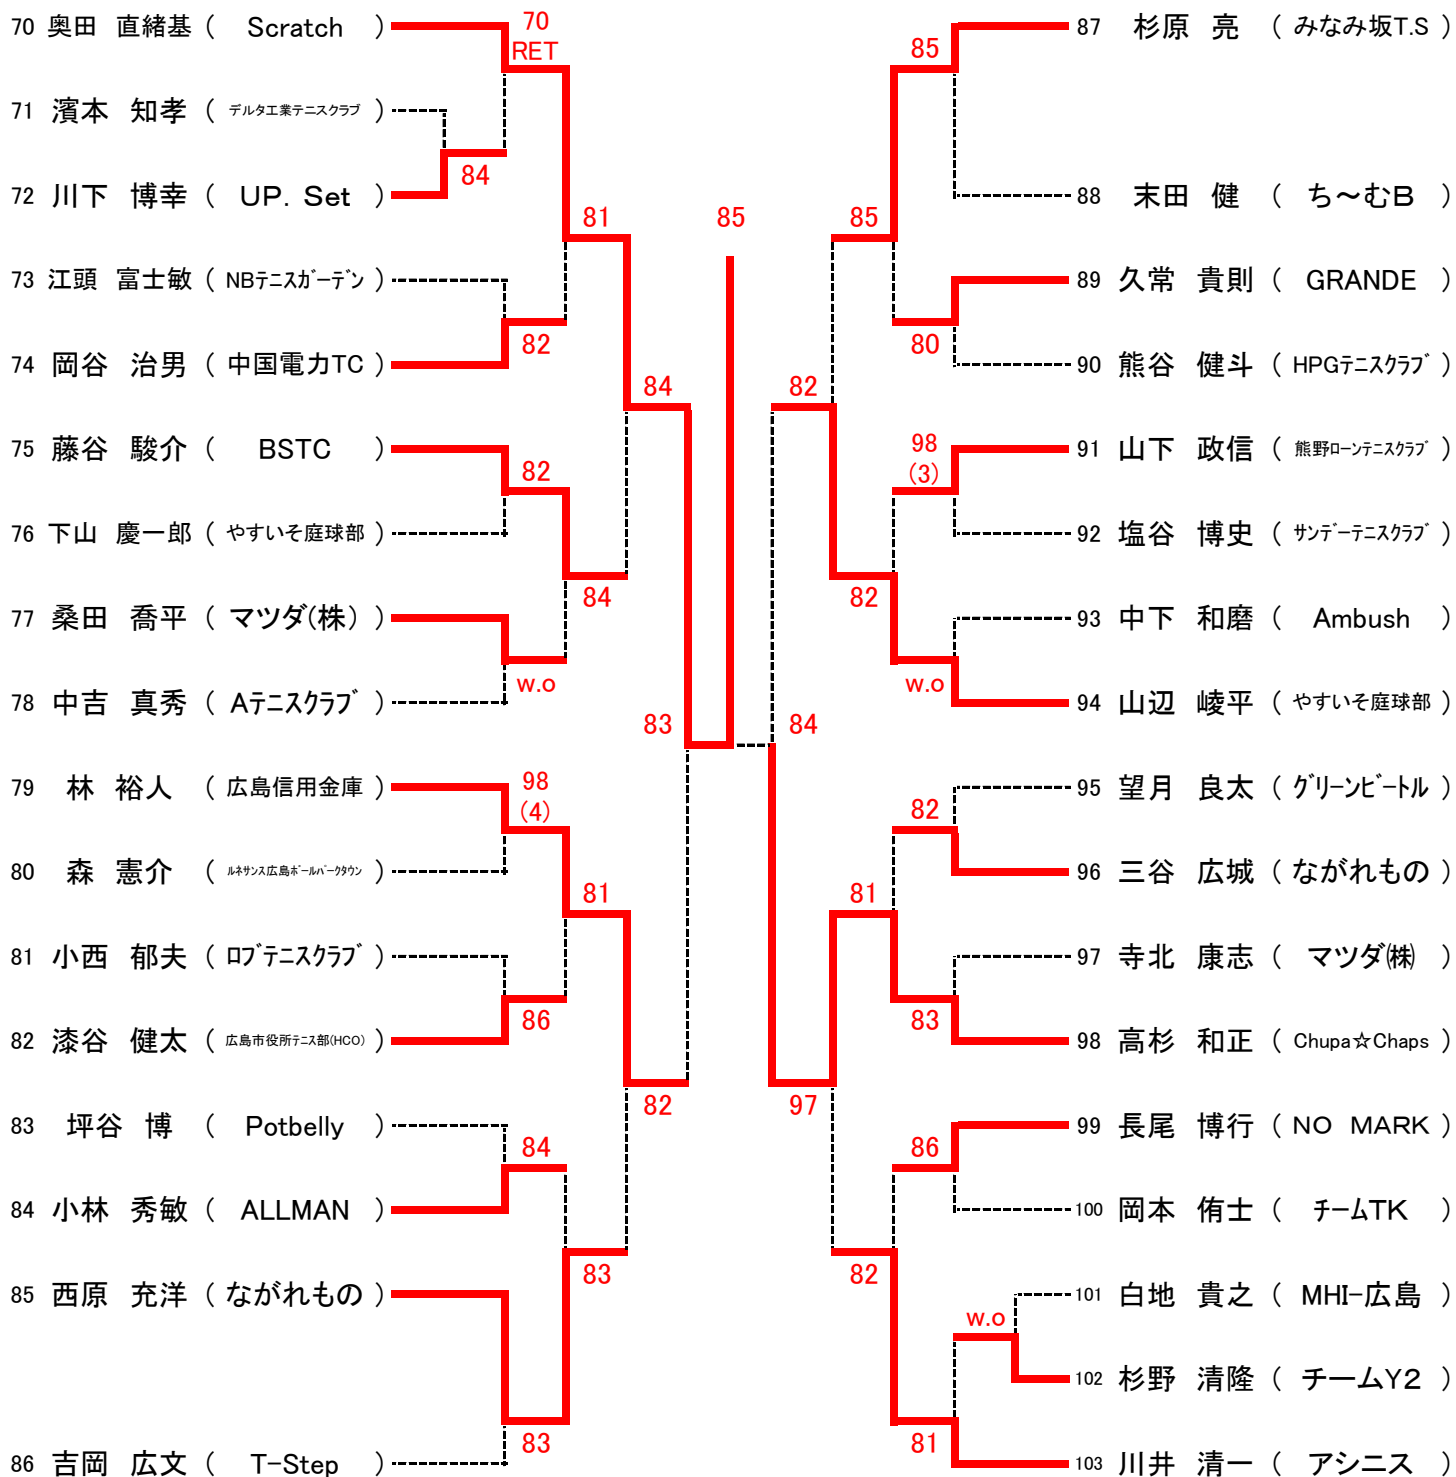 70 奥田 直緒基 ( Scratch )
71 濱本 知孝 ( デルタ工業テニスクラブ )
72 川下 博幸 ( UP. Set )
73 江頭 富士敏 ( NBテニスガーデン )
74 岡谷 治男 ( 中国電力TC )
75 藤谷 駿介 ( BSTC )
76 下山 慶一郎 ( やすいそ庭球部 )
77 桑田 喬平 ( マツダ(株) )
78 中吉 真秀 ( Aテニスクラブ )
79 林 裕人 ( 広島信用金庫 )
80 森 憲介 ( ルネサンス広島ボールパークタウン )
81 小西 郁夫 ( ロブテニスクラブ )
82 漆谷 健太 ( 広島市役所テニス部(HCO) )
83 坪谷 博 ( Potbelly )
84 小林 秀敏 ( ALLMAN )
85 西原 充洋 ( ながれもの )
86 吉岡 広文 ( T-Step )
70
RET
84
82
82
w.o
98
(4)
86
84
83
81
84
81
83
84
82
83
85
84
82
97
85
82
81
82
85
80
98
(3)
w.o
82
83
86
w.o
81
87 杉原 亮 ( みなみ坂T.S )
88 末田 健 ( ち～むB )
89 久常 貴則 ( GRANDE )
90 熊谷 健斗 ( HPGテニスクラブ )
91 山下 政信 ( 熊野ローンテニスクラブ )
92 塩谷 博史 ( サンデーテニスクラブ )
93 中下 和磨 ( Ambush )
94 山辺 崚平 ( やすいそ庭球部 )
95 望月 良太 ( グリーンビートル )
96 三谷 広城 ( ながれもの )
97 寺北 康志 ( マツダ㈱ )
98 高杉 和正 ( Chupa☆Chaps )
99 長尾 博行 ( NO MARK )
100 岡本 侑士 ( チームTK )
101 白地 貴之 ( MHI-広島 )
102 杉野 清隆 ( チームY2 )
103 川井 清一 ( アシニス )